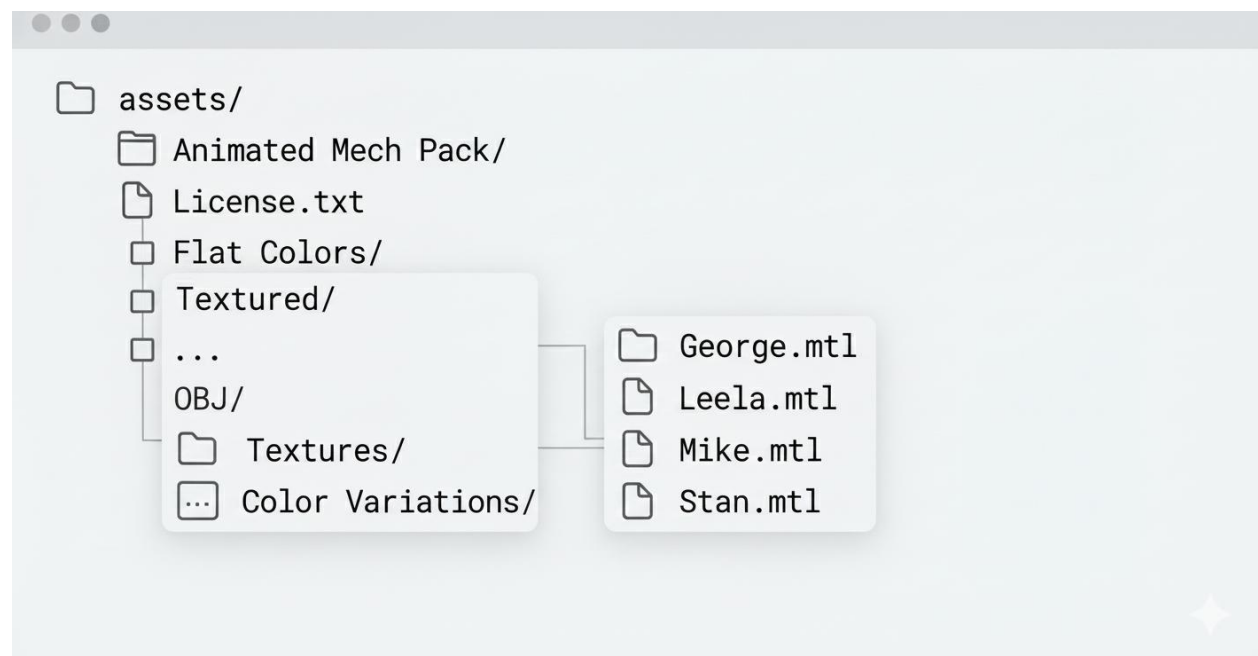 assets/
Animated Mech Pack/
License.txt
Flat Colors/
Textured/
...
OBJ/
Textures/
Color Variations/
George.mtl
Leela.mtl
Mike.mtl
Stan.mtl